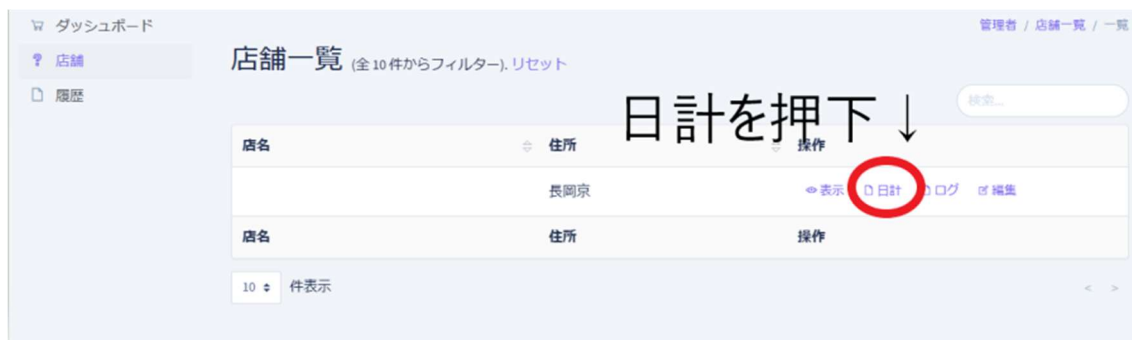 ダッシュボード
管理者 / 店舗一覧 / 一覧
店舗
店舗一覧 (全 10 件からフィルター). リセット
履歴
検索...
日計を押下↓
店名 住所 操作
長岡京 表示 日計 ログ 編集
店名 住所 操作
10 件表示 < >